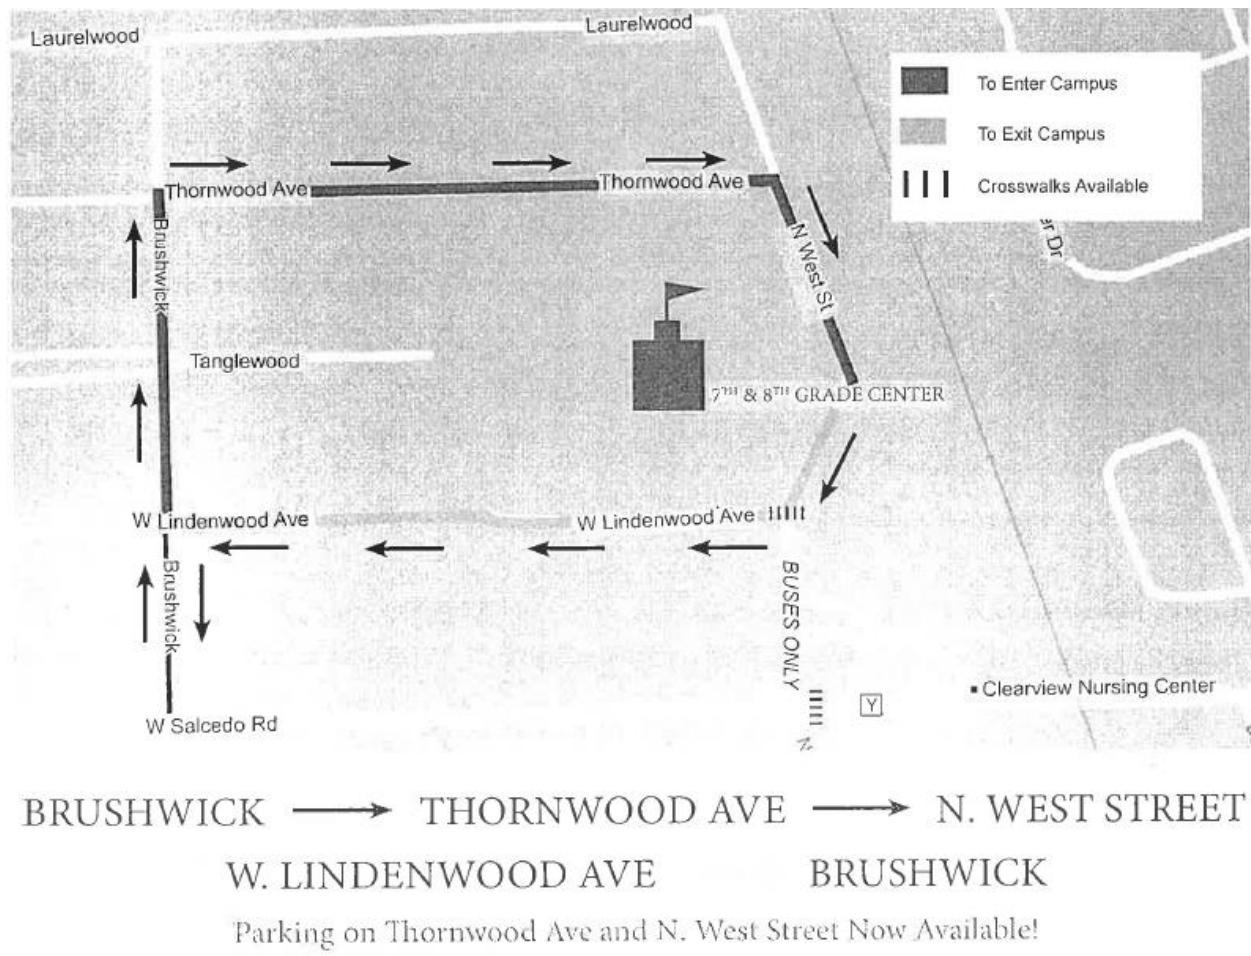 Laurelwood
Laurelwood
To Enter Campus
To Exit Campus
Crosswalks Available
Thornwood Ave
Thornwood Ave
er Dr
Brushwick
N West St
Tanglewood
7TH & 8TH GRADE CENTER
W Lindenwood Ave
W Lindenwood Ave
Brushwick
BUSES ONLY
Clearview Nursing Center
Y
W Salcedo Rd
N
BRUSHWICK THORNWOOD AVE N. WEST STREET
W. LINDENWOOD AVE BRUSHWICK
Parking on Thornwood Ave and N. West Street Now Available!